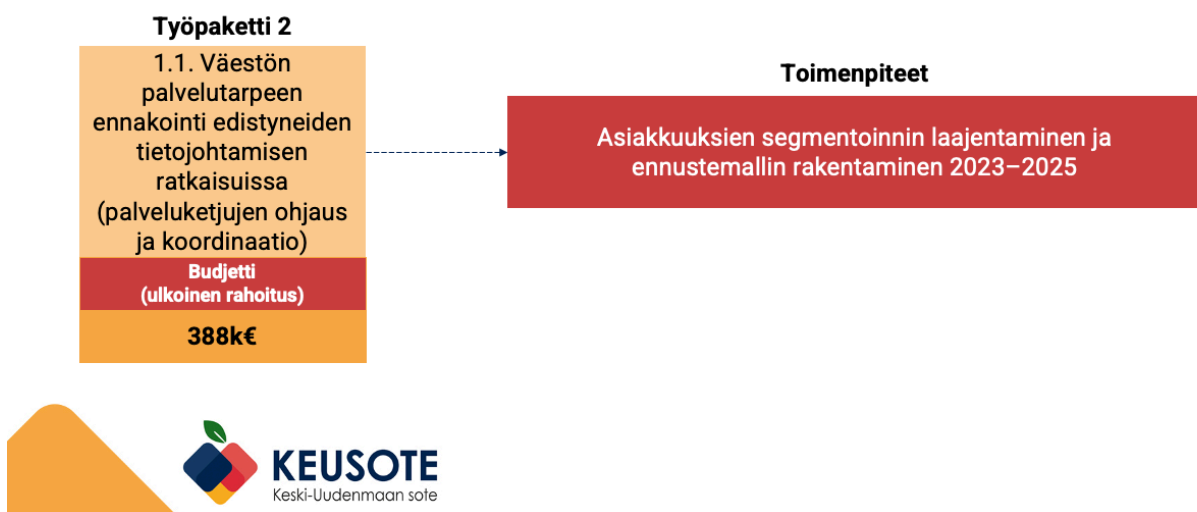 Työpaketti 2
1.1. Väestön
palvelutarpeen
ennakointi edistyneiden
tietojohtamisen
ratkaisuissa
(palveluketjujen ohjaus
ja koordinaatio)
Budjetti
(ulkoinen rahoitus)
388k€
Toimenpiteet
Asiakkuuksien segmentoinnin laajentaminen ja
ennustemallin rakentaminen 2023–2025
KEUSOTE
Keski-Uudenmaan sote